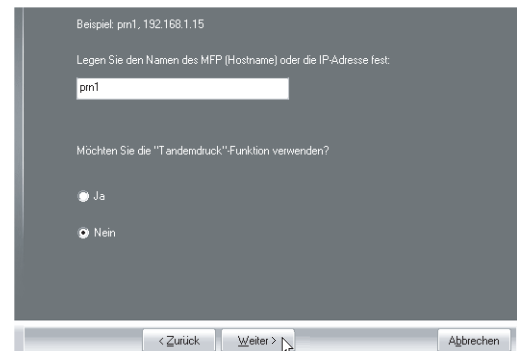 Beispiel: prn1, 192.168.1.15
Legen Sie den Namen des MFP (Hostname) oder die IP-Adresse fest:
prn1
Möchten Sie die "Tandemdruck"-Funktion verwenden?
Ja
Nein
< Zurück Weiter > Abbrechen